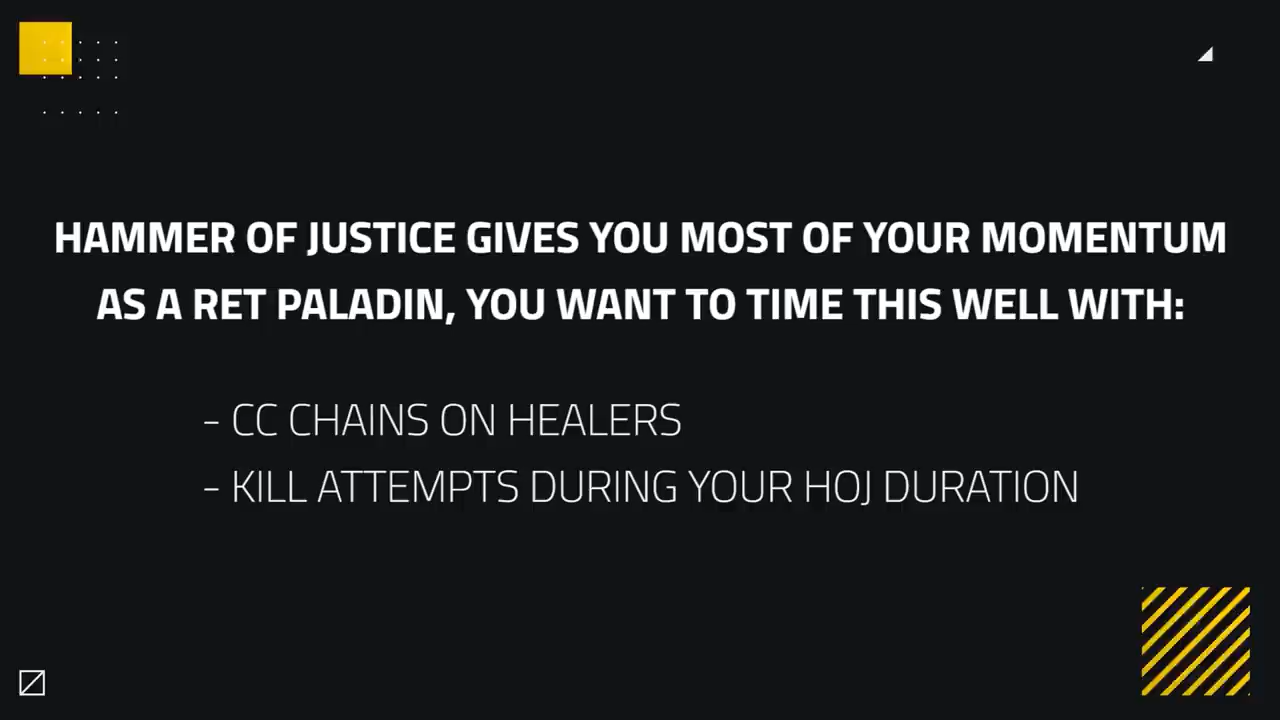 HAMMER OF JUSTICE GIVES YOU MOST OF YOUR MOMENTUM
AS A RET PALADIN, YOU WANT TO TIME THIS WELL WITH:
- CC CHAINS ON HEALERS
- KILL ATTEMPTS DURING YOUR HOJ DURATION